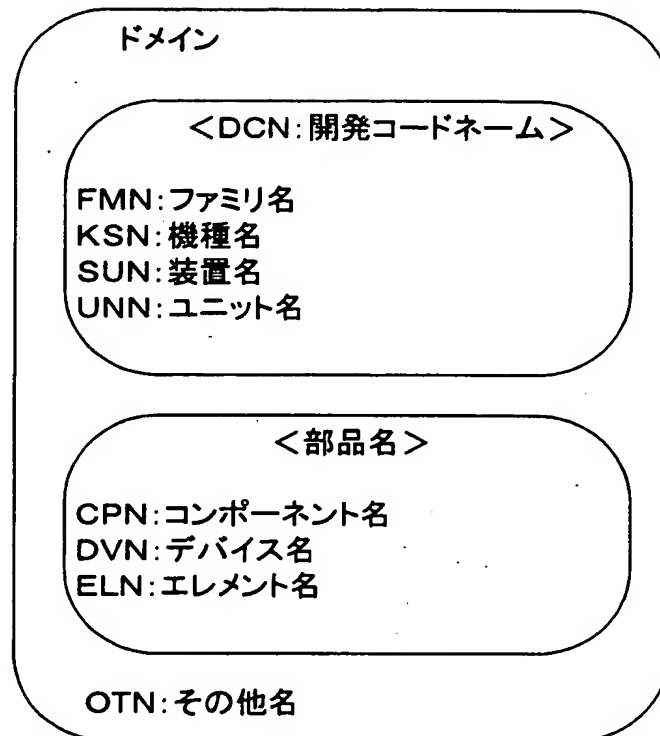 ドメイン
<DCN:開発コードネーム>
FMN:ファミリ名
KSN:機種名
SUN:装置名
UNN:ユニット名
<部品名>
CPN:コンポーネント名
DVN:デバイス名
ELN:エレメント名
OTN:その他名